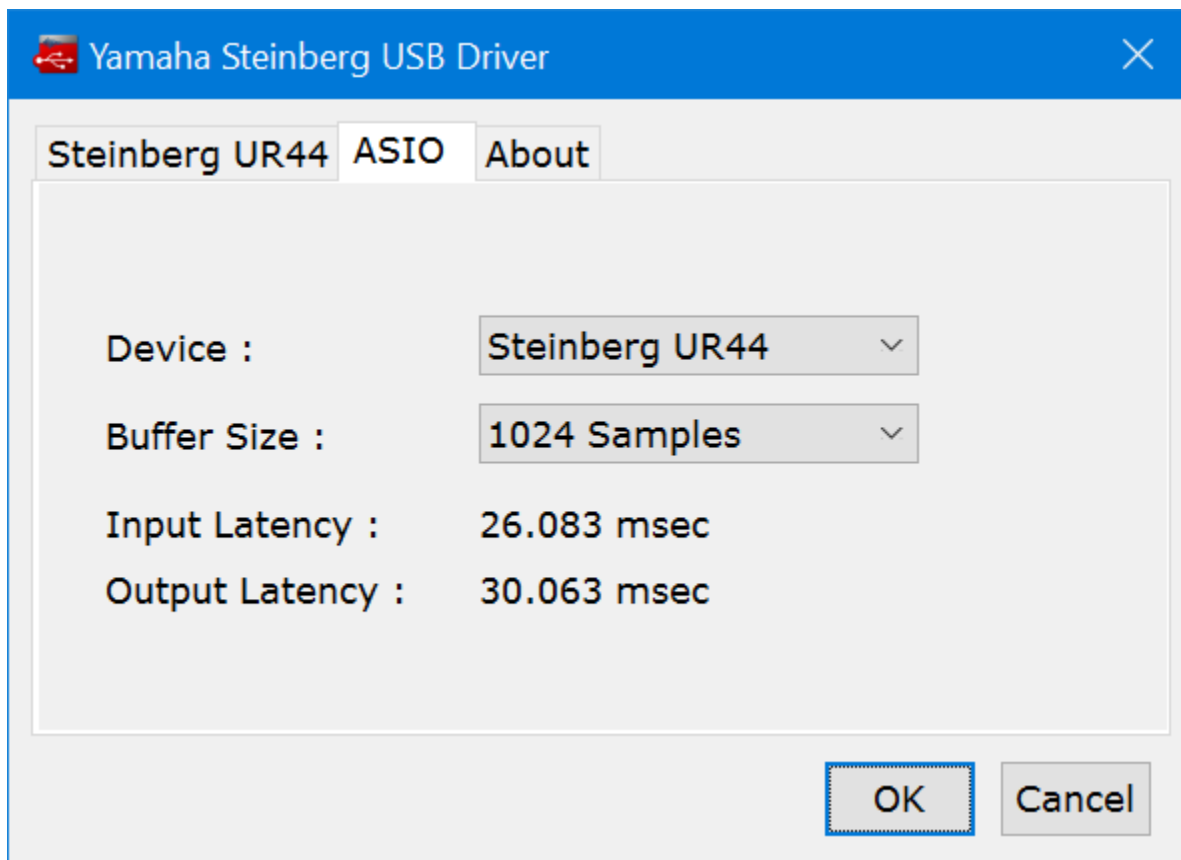 Yamaha Steinberg USB Driver
Steinberg UR44 ASIO About
Device : Steinberg UR44
Buffer Size : 1024 Samples
Input Latency : 26.083 msec
Output Latency : 30.063 msec
OK Cancel